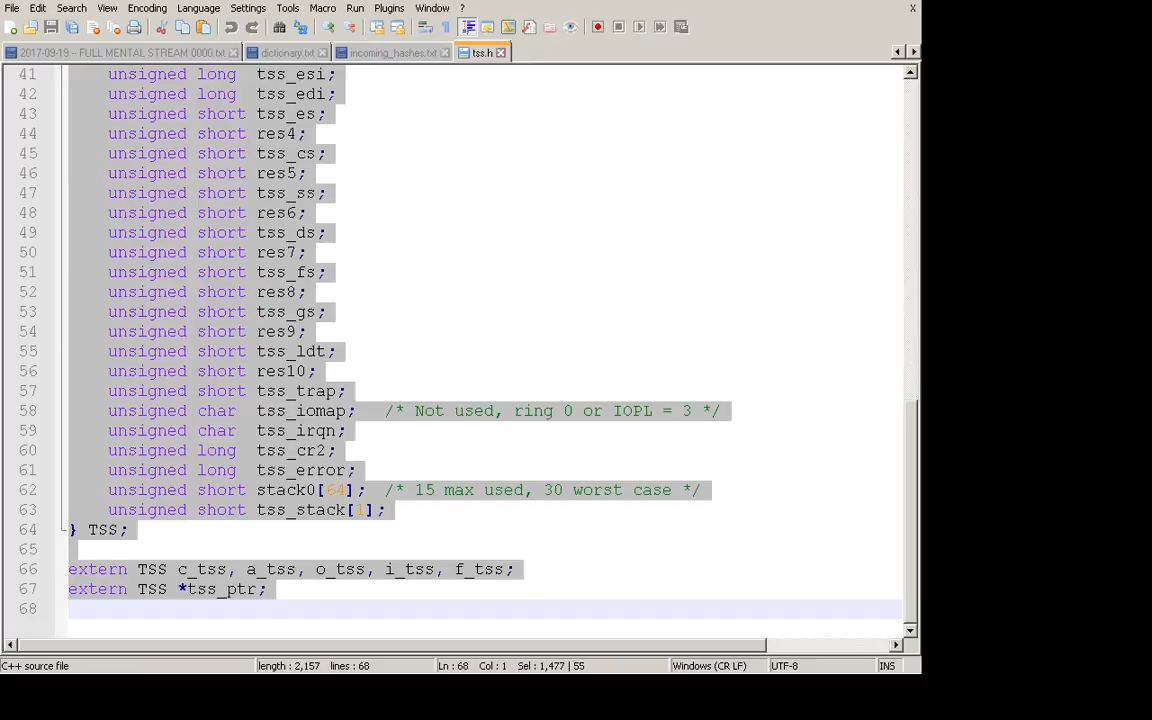 File Edit Search View Encoding Language Settings Tools Macro Run Plugins Window ? X
2017-09-19 -- FULL MENTAL STREAM 0000.txt dictionary.txt incoming_hashes.txt tss.h
41 unsigned long tss_esi;
42 unsigned long tss_edi;
43 unsigned short tss_es;
44 unsigned short res4;
45 unsigned short tss_cs;
46 unsigned short res5;
47 unsigned short tss_ss;
48 unsigned short res6;
49 unsigned short tss_ds;
50 unsigned short res7;
51 unsigned short tss_fs;
52 unsigned short res8;
53 unsigned short tss_gs;
54 unsigned short res9;
55 unsigned short tss_ldt;
56 unsigned short res10;
57 unsigned short tss_trap;
58 unsigned char tss_iomap; /* Not used, ring 0 or IOPL = 3 */
59 unsigned char tss_irqn;
60 unsigned long tss_cr2;
61 unsigned long tss_error;
62 unsigned short stack0[64]; /* 15 max used, 30 worst case */
63 unsigned short tss_stack[1];
64 } TSS;
65
66 extern TSS c_tss, a_tss, o_tss, i_tss, f_tss;
67 extern TSS *tss_ptr;
68
C++ source file length : 2,157 lines : 68 Ln : 68 Col : 1 Sel : 1,477 | 55 Windows (CR LF) UTF-8 INS